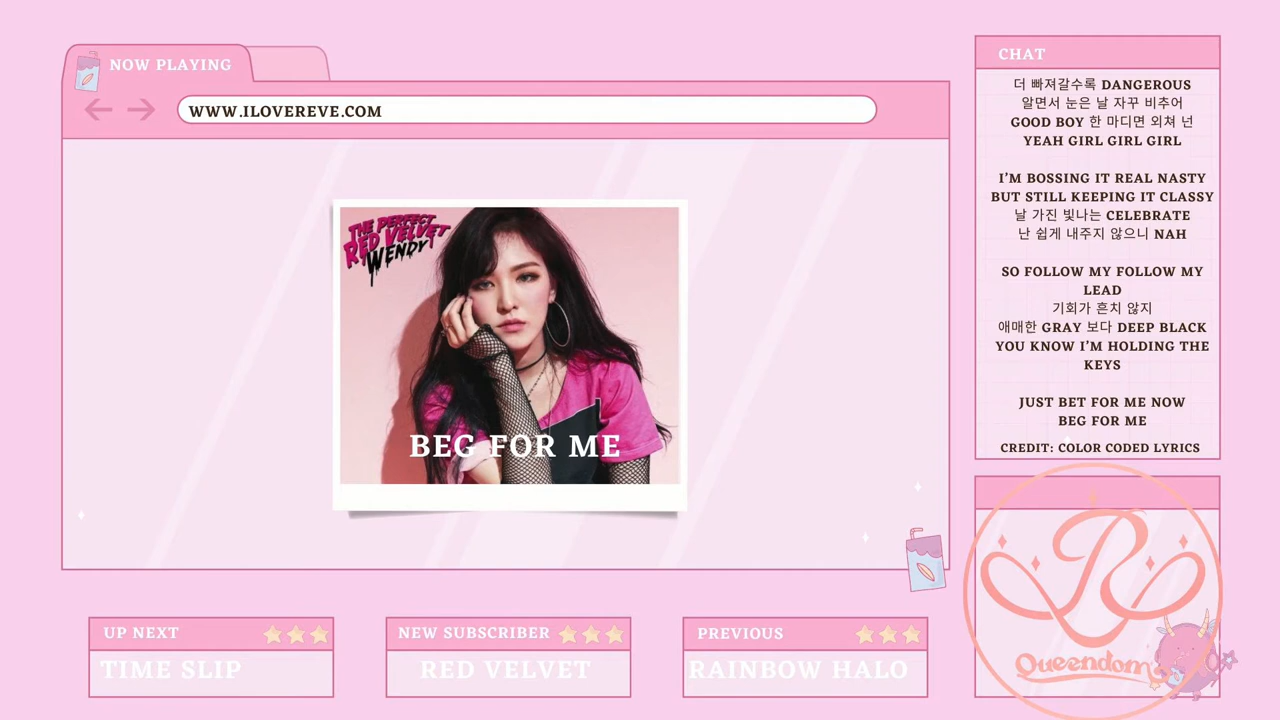 NOW PLAYING
WWW.ILOVEREVE.COM
THE PERFECT
RED VELVET
WENDY
BEG FOR ME
CHAT
더 빠져갈수록 DANGEROUS
알면서 눈은 날 자꾸 비추어
GOOD BOY 한 마디면 외쳐 넌
YEAH GIRL GIRL GIRL
I'M BOSSING IT REAL NASTY
BUT STILL KEEPING IT CLASSY
날 가진 빛나는 CELEBRATE
난 쉽게 내주지 않으니 NAH
SO FOLLOW MY FOLLOW MY
LEAD
기회가 흔치 않지
애매한 GRAY 보다 DEEP BLACK
YOU KNOW I'M HOLDING THE
KEYS
JUST BET FOR ME NOW
BEG FOR ME
CREDIT: COLOR CODED LYRICS
R
Queendom
UP NEXT
TIME SLIP
NEW SUBSCRIBER
RED VELVET
PREVIOUS
RAINBOW HALO